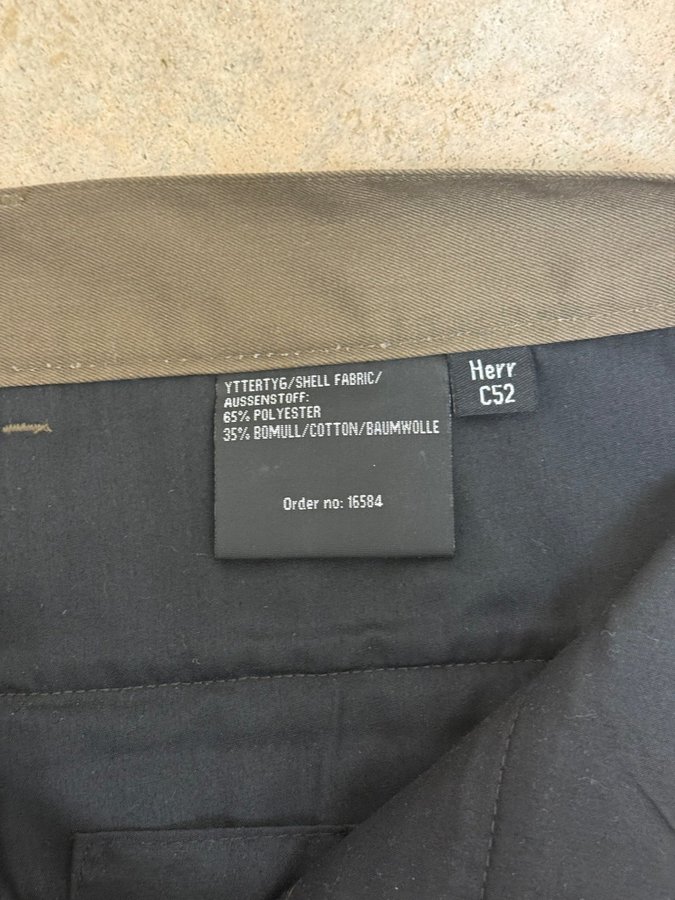 YTTERTYG/SHELL FABRIC/
AUSSENSTOFF:
65% POLYESTER
35% BOMULL/COTTON/BAUMWOLLE
Order no: 16584
Herr
C52